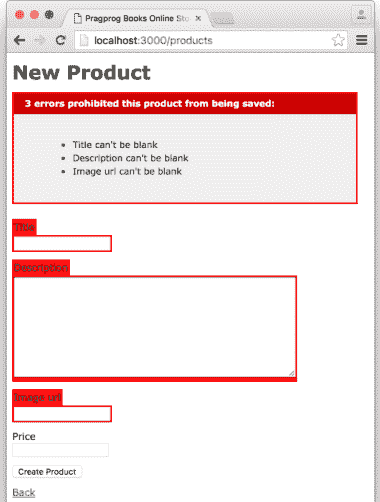 Pragprog Books Online Sto
localhost:3000/products
New Product
3 errors prohibited this product from being saved:
Title can't be blank
Description can't be blank
Image url can't be blank
Title
Description
Image url
Price
Create Product
Back